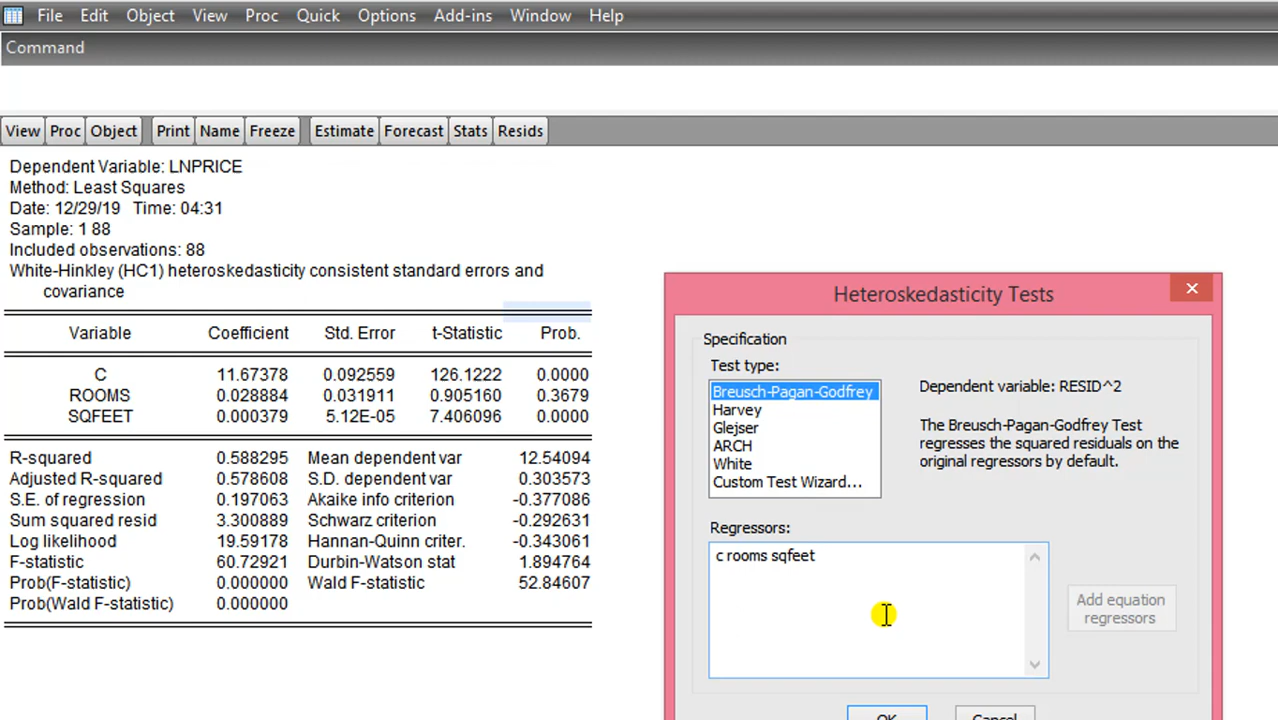 File Edit Object View Proc Quick Options Add-ins Window Help
Command
View Proc Object Print Name Freeze Estimate Forecast Stats Resids
Dependent Variable: LNPRICE
Method: Least Squares
Date: 12/29/19 Time: 04:31
Sample: 1 88
Included observations: 88
White-Hinkley (HC1) heteroskedasticity consistent standard errors and
covariance
Variable Coefficient Std. Error t-Statistic Prob.
C 11.67378 0.092559 126.1222 0.0000
ROOMS 0.028884 0.031911 0.905160 0.3679
SQFEET 0.000379 5.12E-05 7.406096 0.0000
R-squared 0.588295 Mean dependent var 12.54094
Adjusted R-squared 0.578608 S.D. dependent var 0.303573
S.E. of regression 0.197063 Akaike info criterion -0.377086
Sum squared resid 3.300889 Schwarz criterion -0.292631
Log likelihood 19.59178 Hannan-Quinn criter. -0.343061
F-statistic 60.72921 Durbin-Watson stat 1.894764
Prob(F-statistic) 0.000000 Wald F-statistic 52.84607
Prob(Wald F-statistic) 0.000000
Heteroskedasticity Tests
Specification
Test type:
Breusch-Pagan-Godfrey
Harvey
Glejser
ARCH
White
Custom Test Wizard...
Dependent variable: RESID^2
The Breusch-Pagan-Godfrey Test
regresses the squared residuals on the
original regressors by default.
Regressors:
c rooms sqfeet
Add equation
regressors
OK Cancel